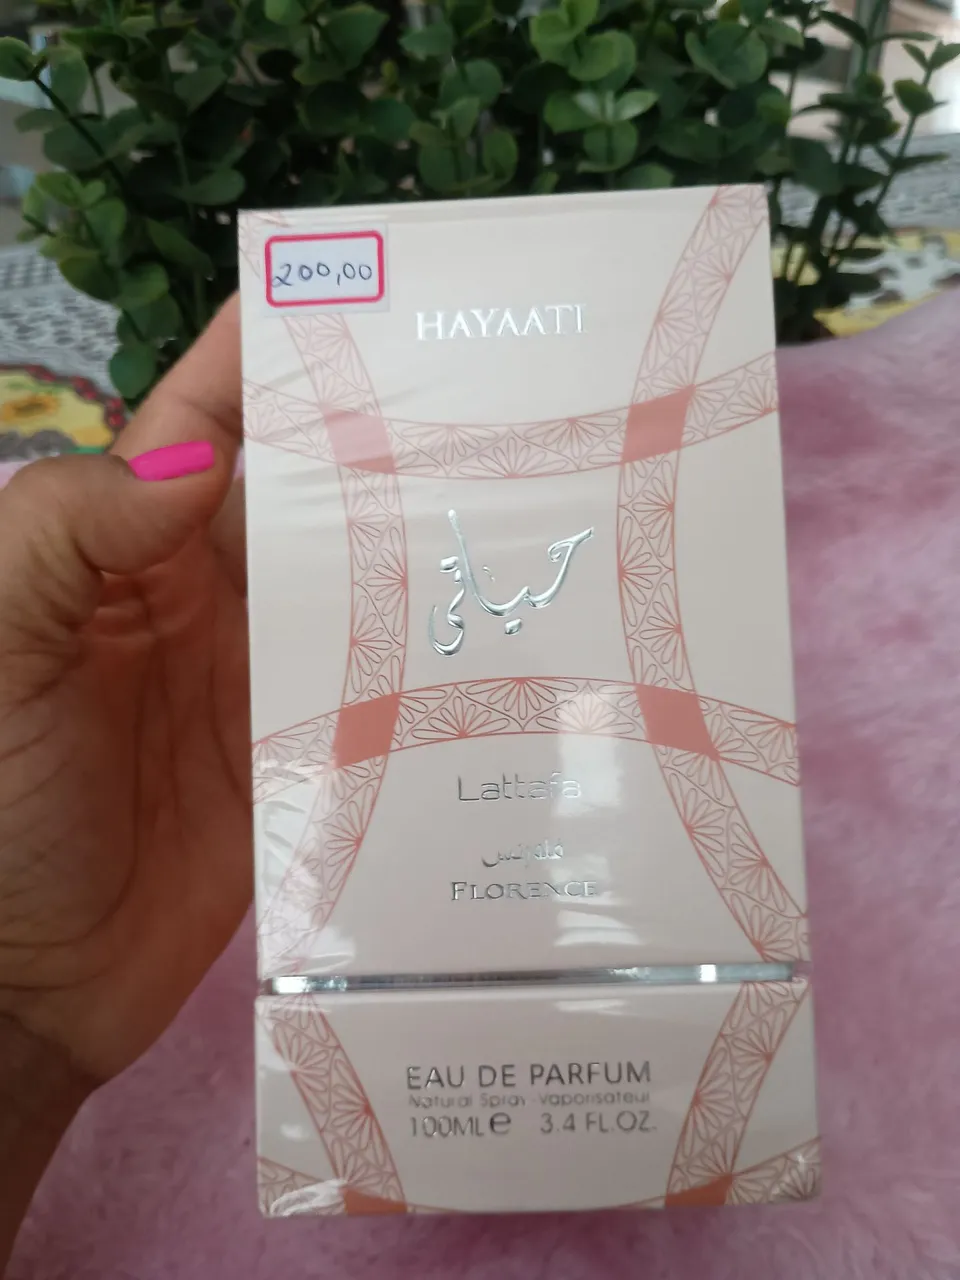 200,00
HAYAATI
حياتي
Lattafa
فلورنس
FLORENCE
EAU DE PARFUM
Natural Spray - Vaporisateur
100ML e 3.4 FL.OZ.